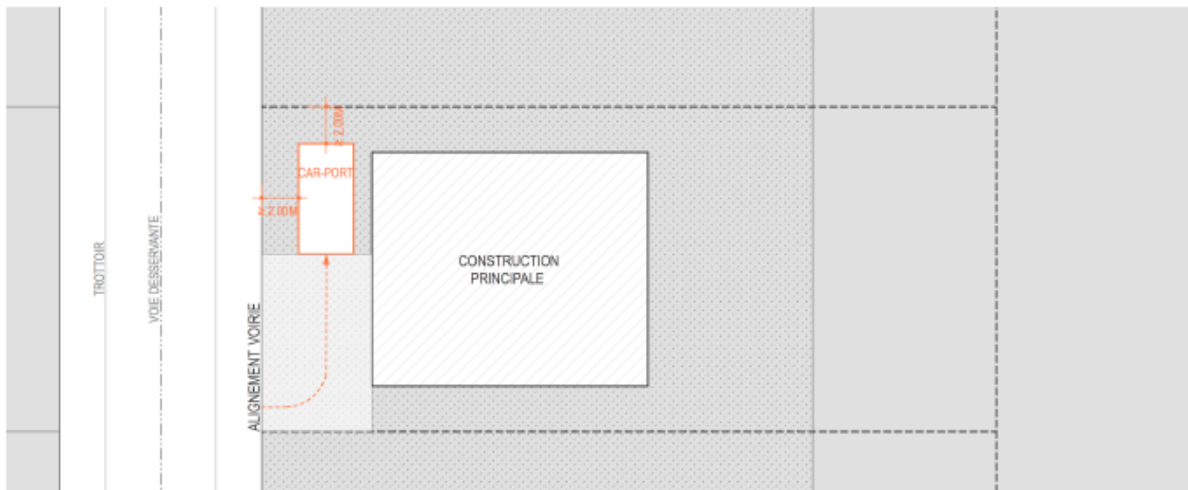 ≥ 2.00M
CAR-PORT
≥ 2.00M
TROTTOIR
VOIE DESSERVANTE
ALIGNEMENT VOIRIE
CONSTRUCTION
PRINCIPALE